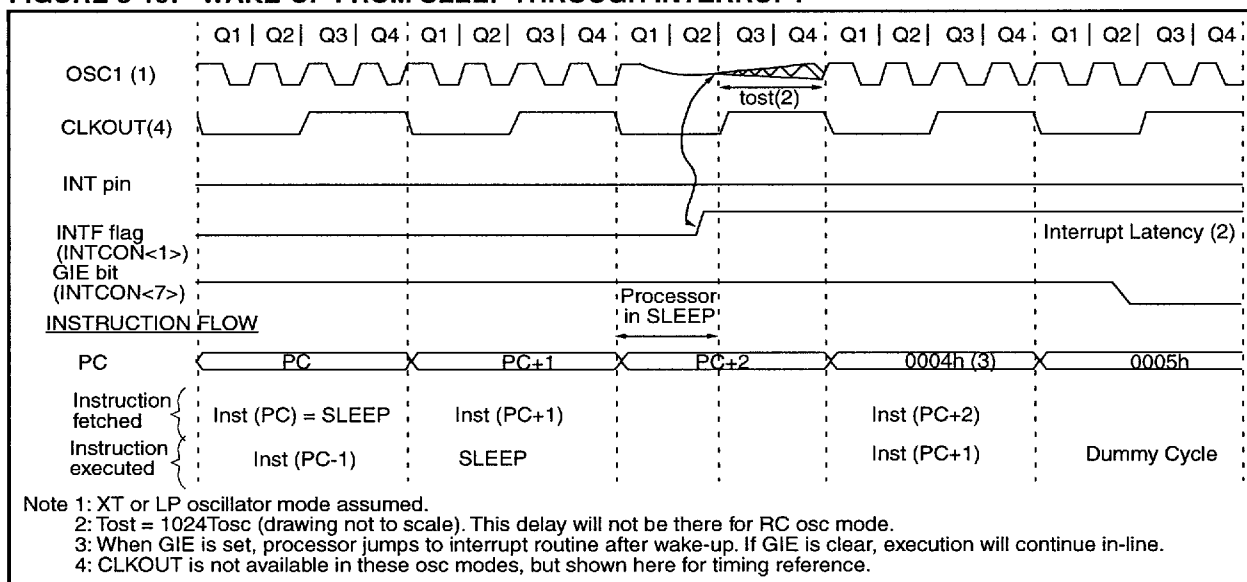 Q1 | Q2 | Q3 | Q4 Q1 | Q2 | Q3 | Q4 Q1 | Q2 | Q3 | Q4 Q1 | Q2 | Q3 | Q4 Q1 | Q2 | Q3 | Q4
OSC1 (1)
tost(2)
CLKOUT(4)
INT pin
INTF flag
(INTCON<1>)
Interrupt Latency (2)
GIE bit
(INTCON<7>)
Processor
in SLEEP
INSTRUCTION FLOW
PC PC PC+1 PC+2 0004h (3) 0005h
Instruction
fetched
Inst (PC) = SLEEP Inst (PC+1) Inst (PC+2)
Instruction
executed
Inst (PC-1) SLEEP Inst (PC+1) Dummy Cycle
Note 1: XT or LP oscillator mode assumed.
2: Tost = 1024Tosc (drawing not to scale). This delay will not be there for RC osc mode.
3: When GIE is set, processor jumps to interrupt routine after wake-up. If GIE is clear, execution will continue in-line.
4: CLKOUT is not available in these osc modes, but shown here for timing reference.